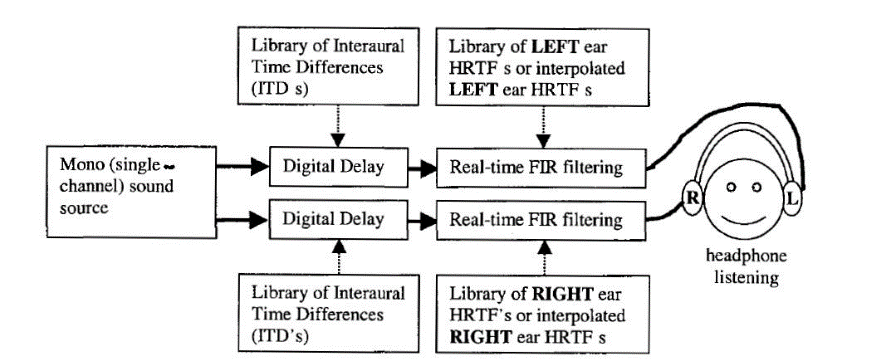 Library of Interaural
Time Differences
(ITD s)
Library of LEFT ear
HRTF s or interpolated
LEFT ear HRTF s
Mono (single-
channel) sound
source
Digital Delay
Real-time FIR filtering
Digital Delay
Real-time FIR filtering
R
L
headphone
listening
Library of Interaural
Time Differences
(ITD's)
Library of RIGHT ear
HRTF's or interpolated
RIGHT ear HRTF s